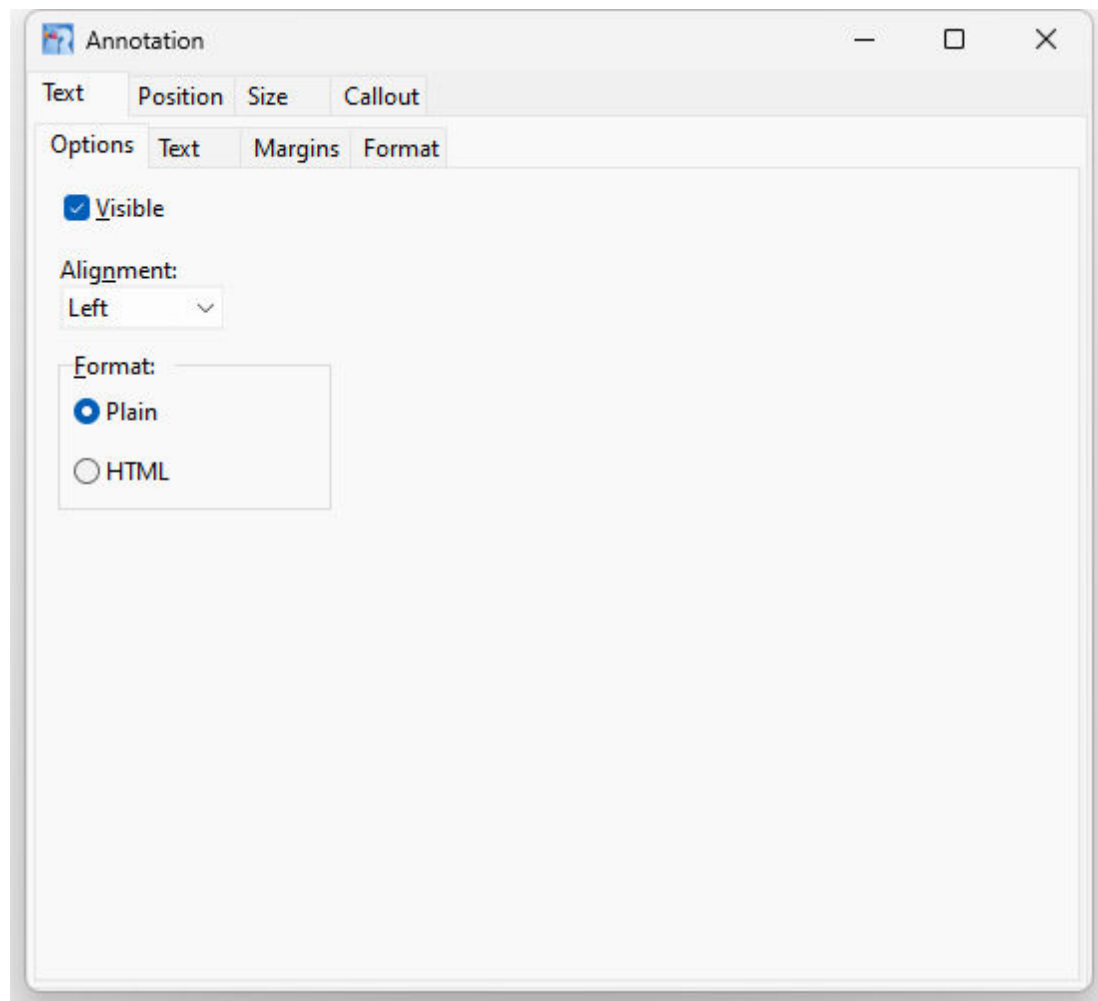 Annotation
Text Position Size Callout
Options Text Margins Format
Visible
Alignment:
Left
Format:
Plain
HTML